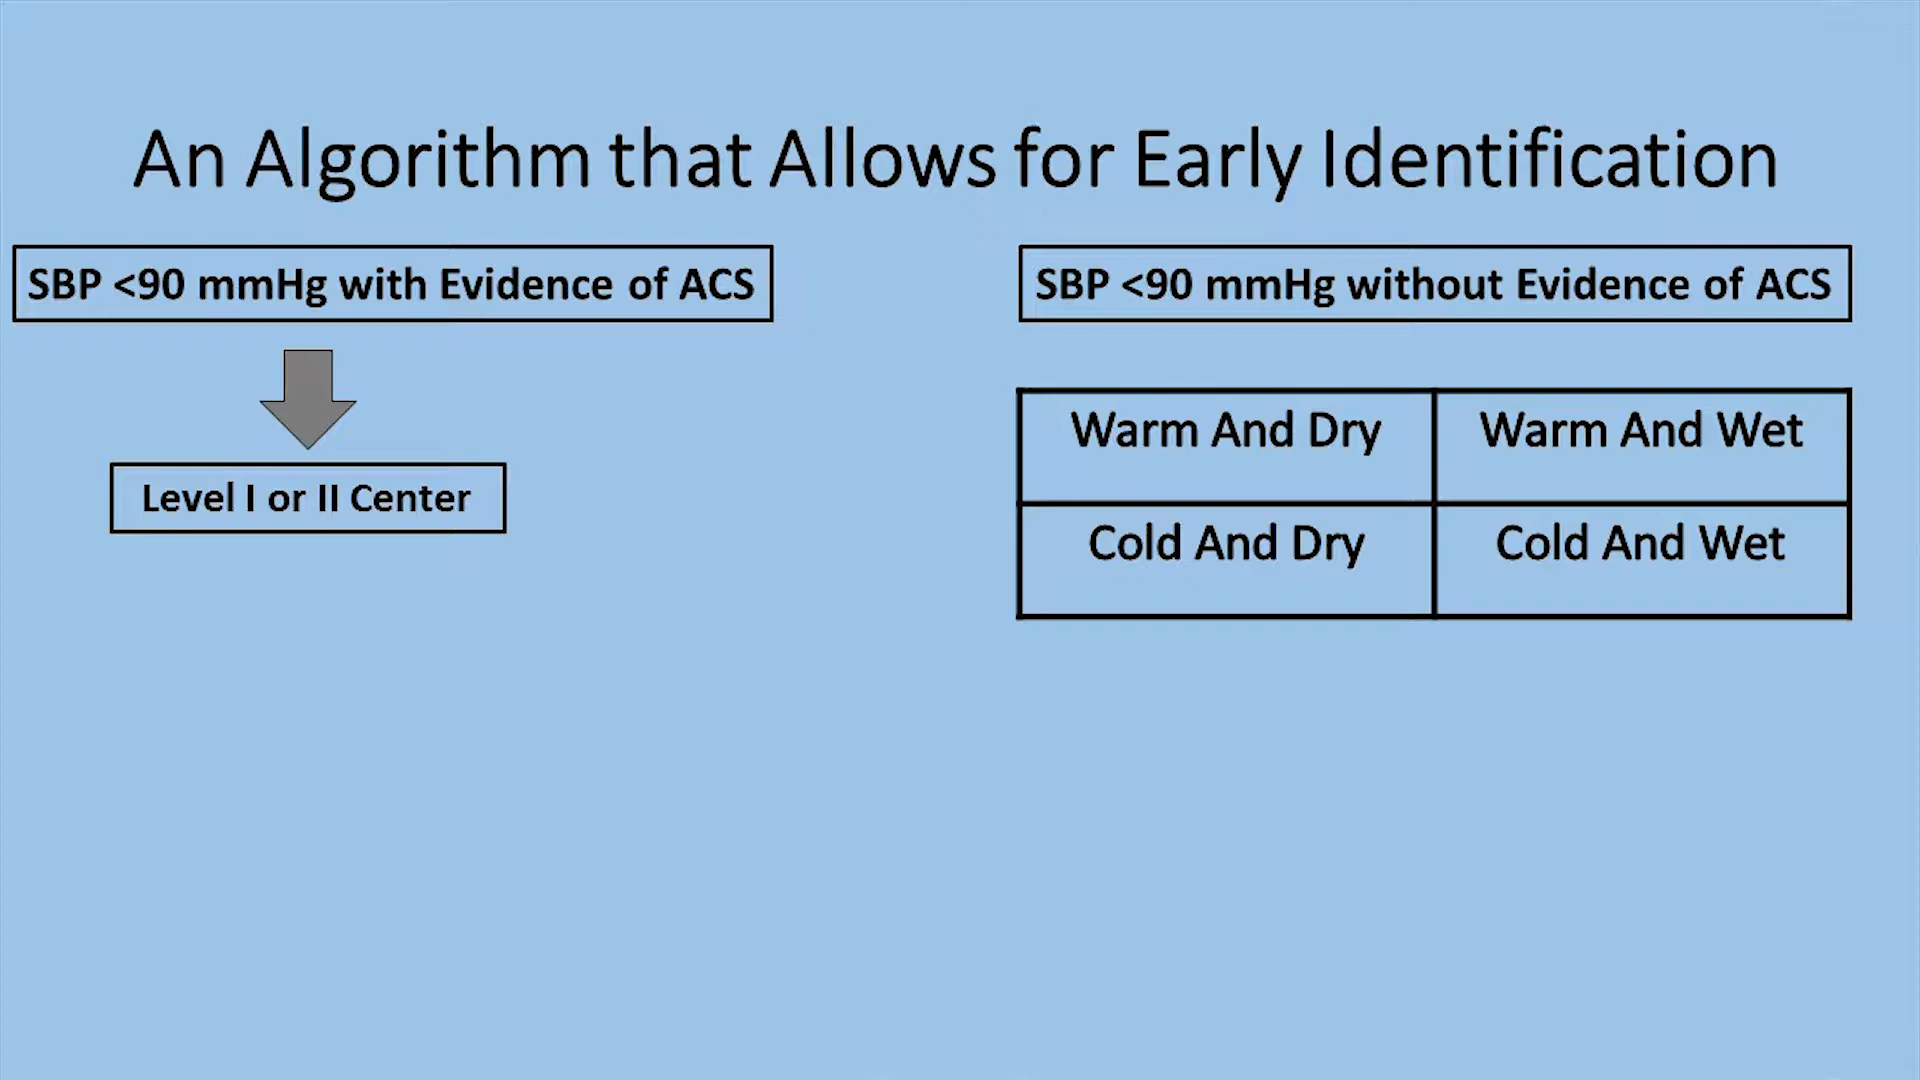 An Algorithm that Allows for Early Identification
SBP <90 mmHg with Evidence of ACS
Level I or II Center
SBP <90 mmHg without Evidence of ACS
Warm And Dry
Warm And Wet
Cold And Dry
Cold And Wet